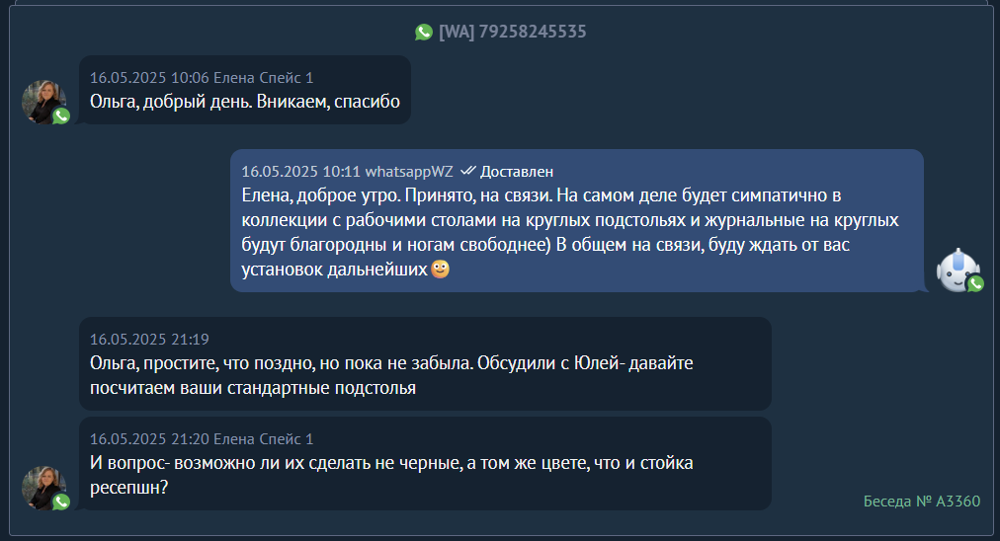 [WA] 79258245535
16.05.2025 10:06 Елена Спейс 1
Ольга, добрый день. Вникаем, спасибо
16.05.2025 10:11 whatsappWZ Доставлен
Елена, доброе утро. Принято, на связи. На самом деле будет симпатично в
коллекции с рабочими столами на круглых подстольях и журнальные на круглых
будут благородны и ногам свободнее) В общем на связи, буду ждать от вас
установок дальнейших
16.05.2025 21:19
Ольга, простите, что поздно, но пока не забыла. Обсудили с Юлей- давайте
посчитаем ваши стандартные подстолья
16.05.2025 21:20 Елена Спейс 1
И вопрос- возможно ли их сделать не черные, а том же цвете, что и стойка
ресепшн?
Беседа № A3360